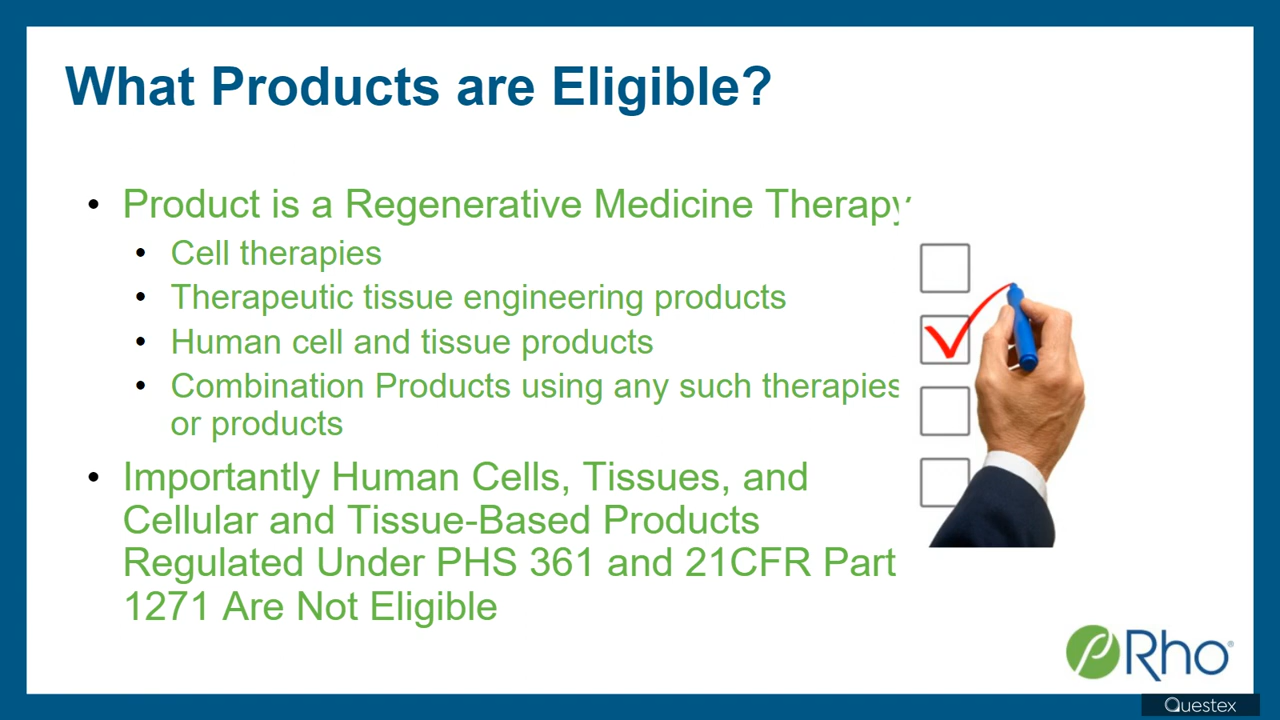 What Products are Eligible?
• Product is a Regenerative Medicine Therapy
• Cell therapies
• Therapeutic tissue engineering products
• Human cell and tissue products
• Combination Products using any such therapies
or products
• Importantly Human Cells, Tissues, and
Cellular and Tissue-Based Products
Regulated Under PHS 361 and 21CFR Part
1271 Are Not Eligible
Rho®
Questex